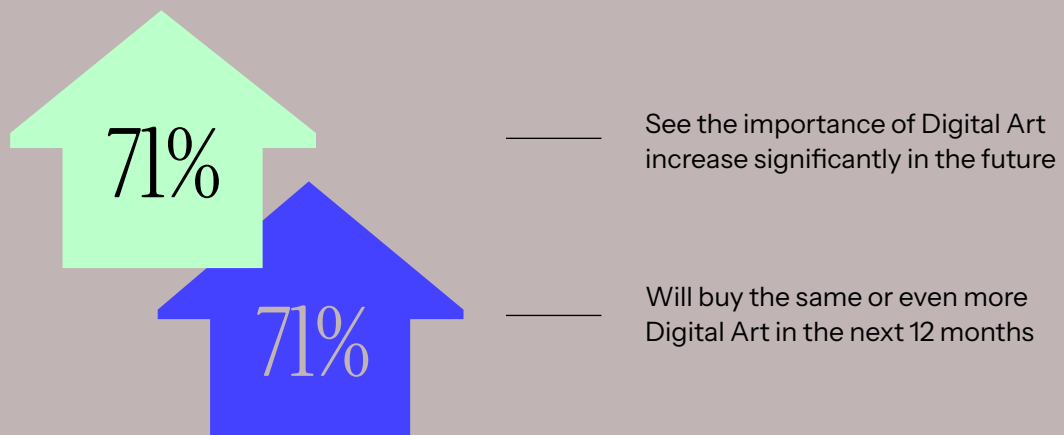 71%
See the importance of Digital Art
increase significantly in the future
71%
Will buy the same or even more
Digital Art in the next 12 months